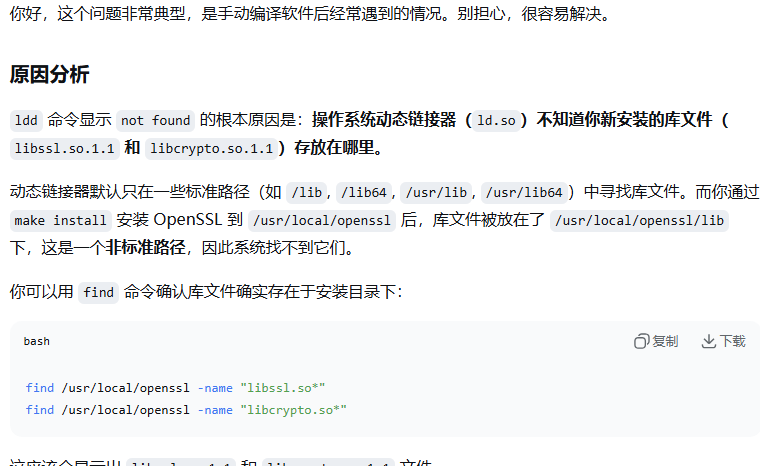 你好，这个问题非常典型，是手动编译软件后经常遇到的情况。别担心，很容易解决。
原因分析
ldd 命令显示 not found 的根本原因是：操作系统动态链接器（ld.so）不知道你新安装的库文件（
libssl.so.1.1 和 libcrypto.so.1.1）存放在哪里。
动态链接器默认只在一些标准路径（如 /lib, /lib64, /usr/lib, /usr/lib64）中寻找库文件。而你通过
make install 安装 OpenSSL 到 /usr/local/openssl 后，库文件被放在了 /usr/local/openssl/lib
下，这是一个非标准路径，因此系统找不到它们。
你可以用 find 命令确认库文件确实存在于安装目录下：
bash 复制 下载
find /usr/local/openssl -name "libssl.so*"
find /usr/local/openssl -name "libcrypto.so*"